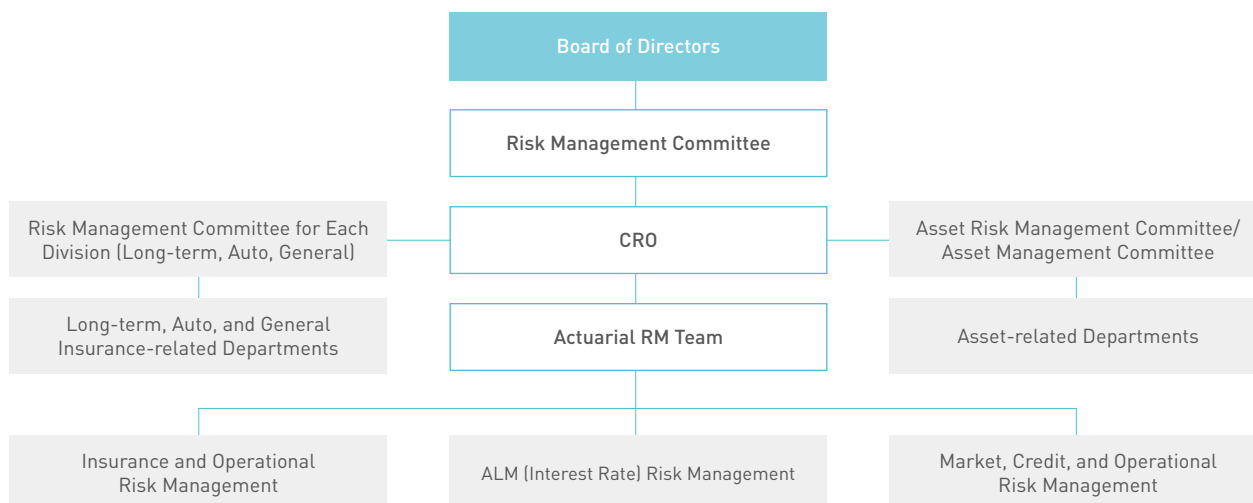 Board of Directors
Risk Management Committee
Risk Management Committee for Each
Division (Long-term, Auto, General)
CRO
Asset Risk Management Committee/
Asset Management Committee
Long-term, Auto, and General
Insurance-related Departments
Actuarial RM Team
Asset-related Departments
Insurance and Operational
Risk Management
ALM (Interest Rate) Risk Management
Market, Credit, and Operational
Risk Management